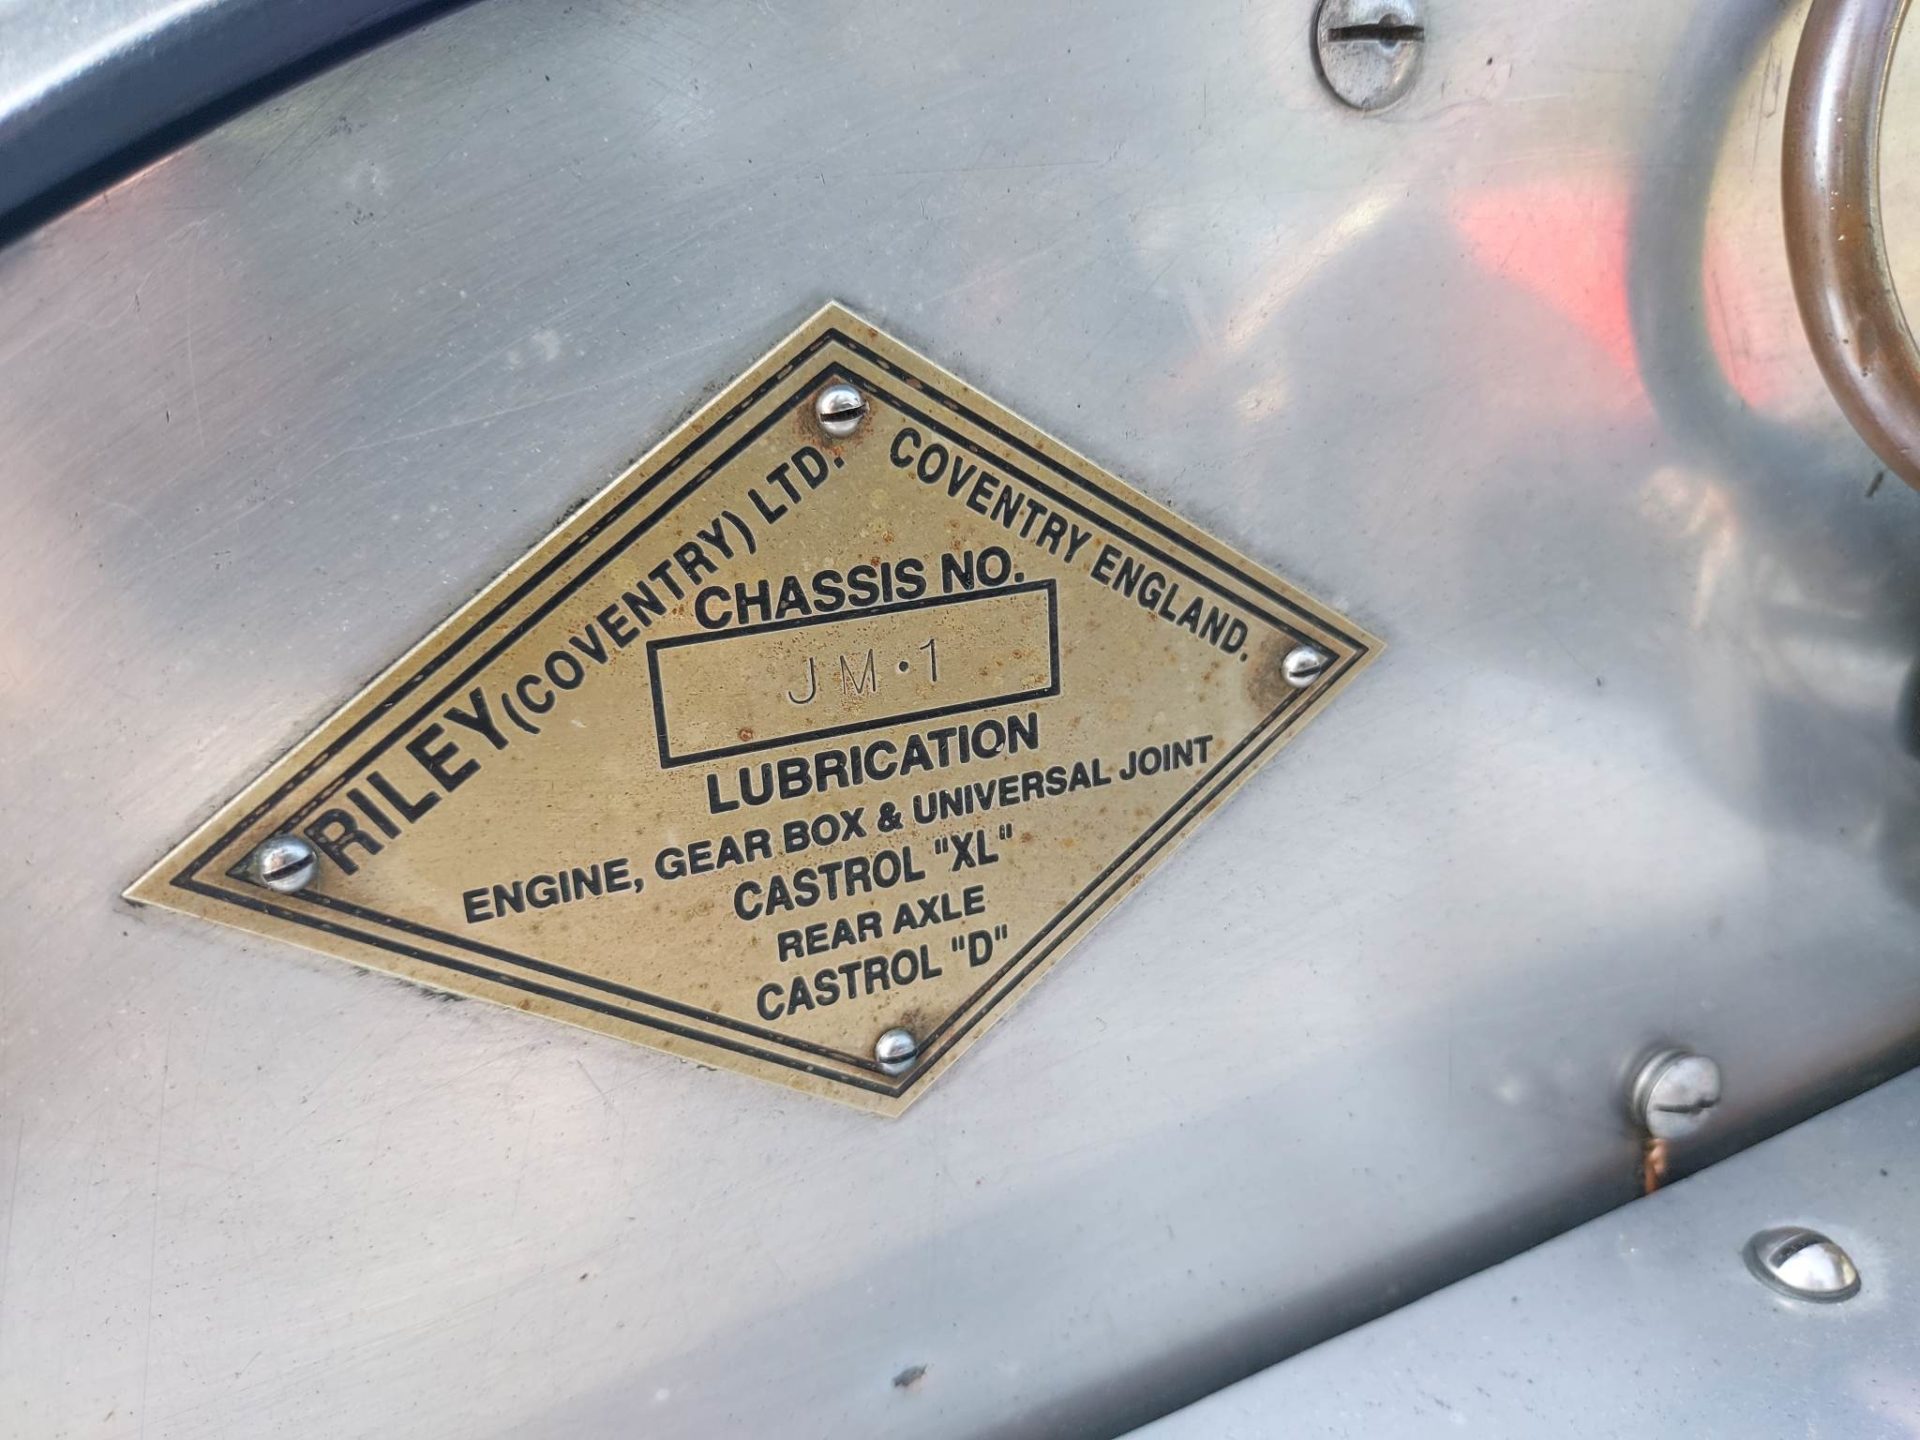 RILEY (COVENTRY) LTD. COVENTRY ENGLAND.
CHASSIS NO.
JM·1
LUBRICATION
ENGINE, GEAR BOX & UNIVERSAL JOINT
CASTROL "XL"
REAR AXLE
CASTROL "D"